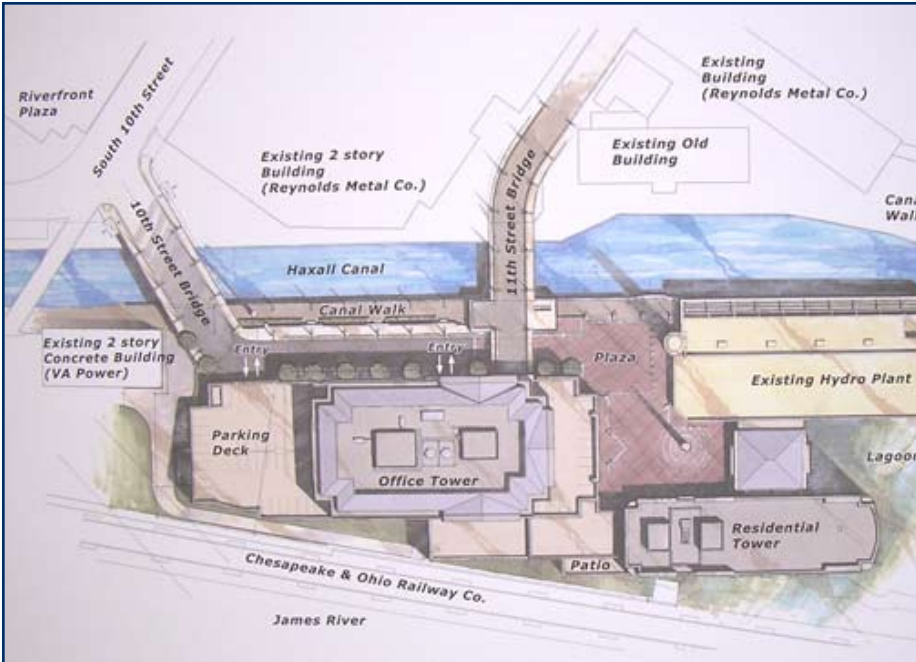 Riverfront
Plaza
South 10th Street
Existing 2 story
Building
(Reynolds Metal Co.)
Existing
Building
(Reynolds Metal Co.)
Existing Old
Building
10th Street Bridge
11th Street Bridge
Haxall Canal
Canal Walk
Existing 2 story
Concrete Building
(VA Power)
Entry
Entry
Plaza
Existing Hydro Plant
Parking
Deck
Office Tower
Residential
Tower
Patio
Chesapeake & Ohio Railway Co.
James River